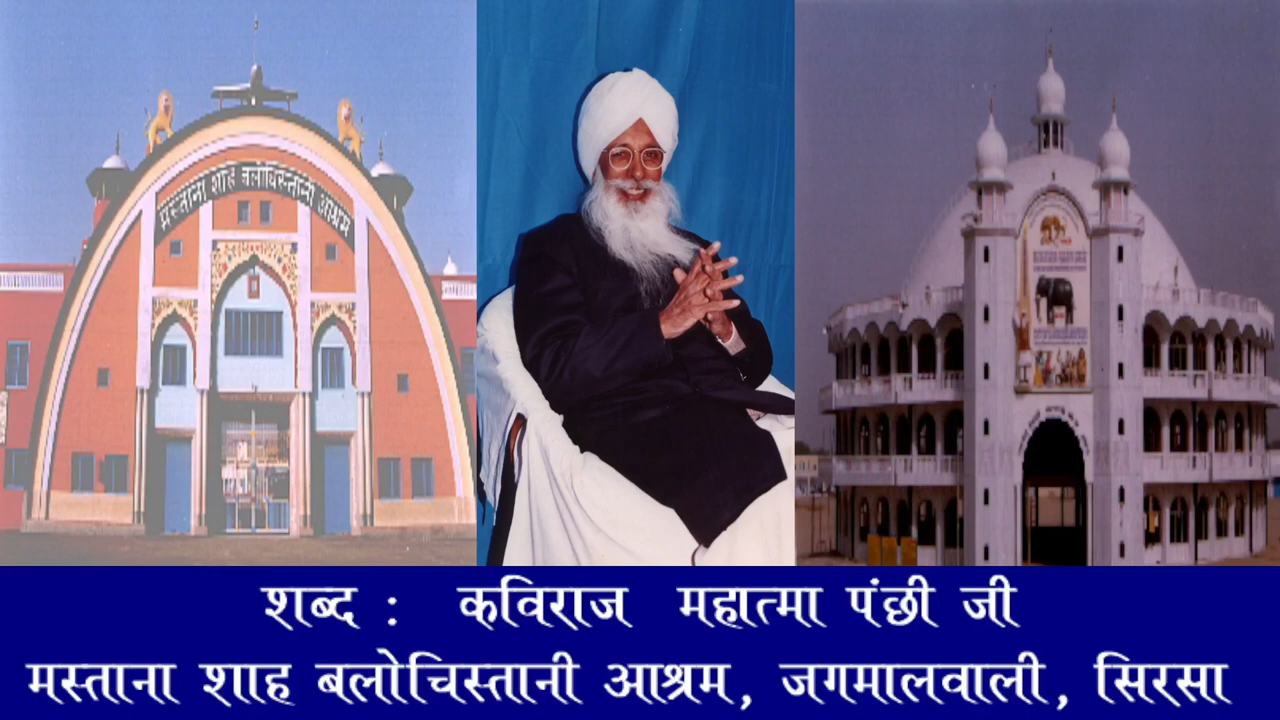 मस्ताना शाह बलोचिस्तानी आश्रम
शब्द : कविराज महात्मा पंछी जी
मस्ताना शाह बलोचिस्तानी आश्रम, जगमालवाली, सिरसा